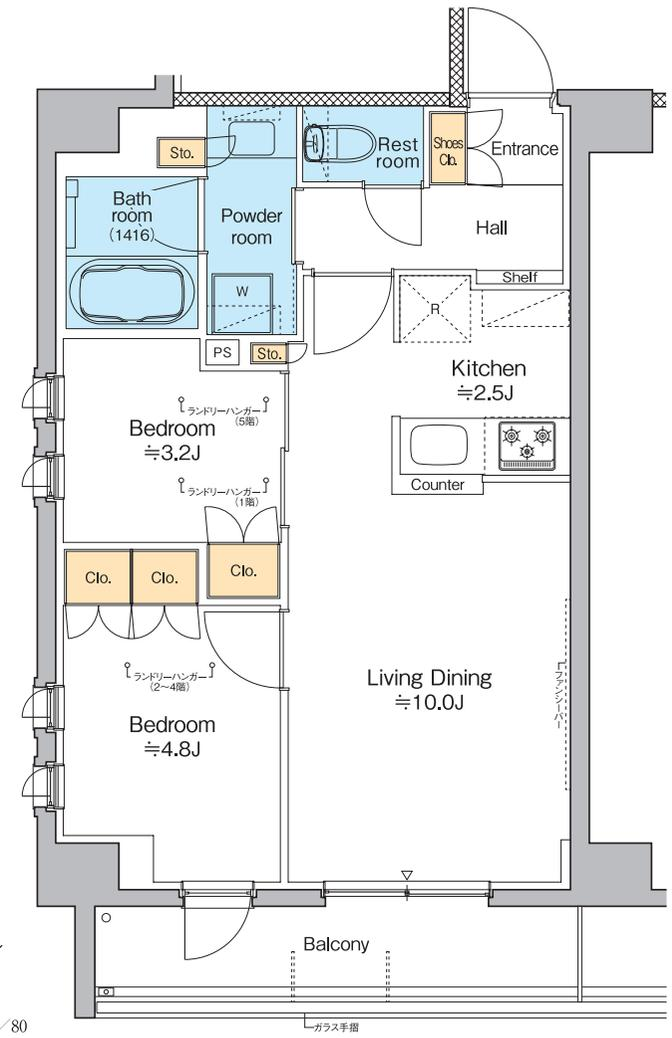 Sto.
Rest
room
Shoes
Clo.
Entrance
Bath
room
(1416)
Powder
room
Hall
W
Shelf
R
PS
Sto.
Kitchen
≒2.5J
ランドリーハンガー
(5階)
Bedroom
≒3.2J
ランドリーハンガー
(1階)
Counter
Clo.
Clo.
Clo.
ランドリーハンガー
(2〜4階)
Living Dining
≒10.0J
ファンシーバー
Bedroom
≒4.8J
Balcony
ガラス手摺
/80